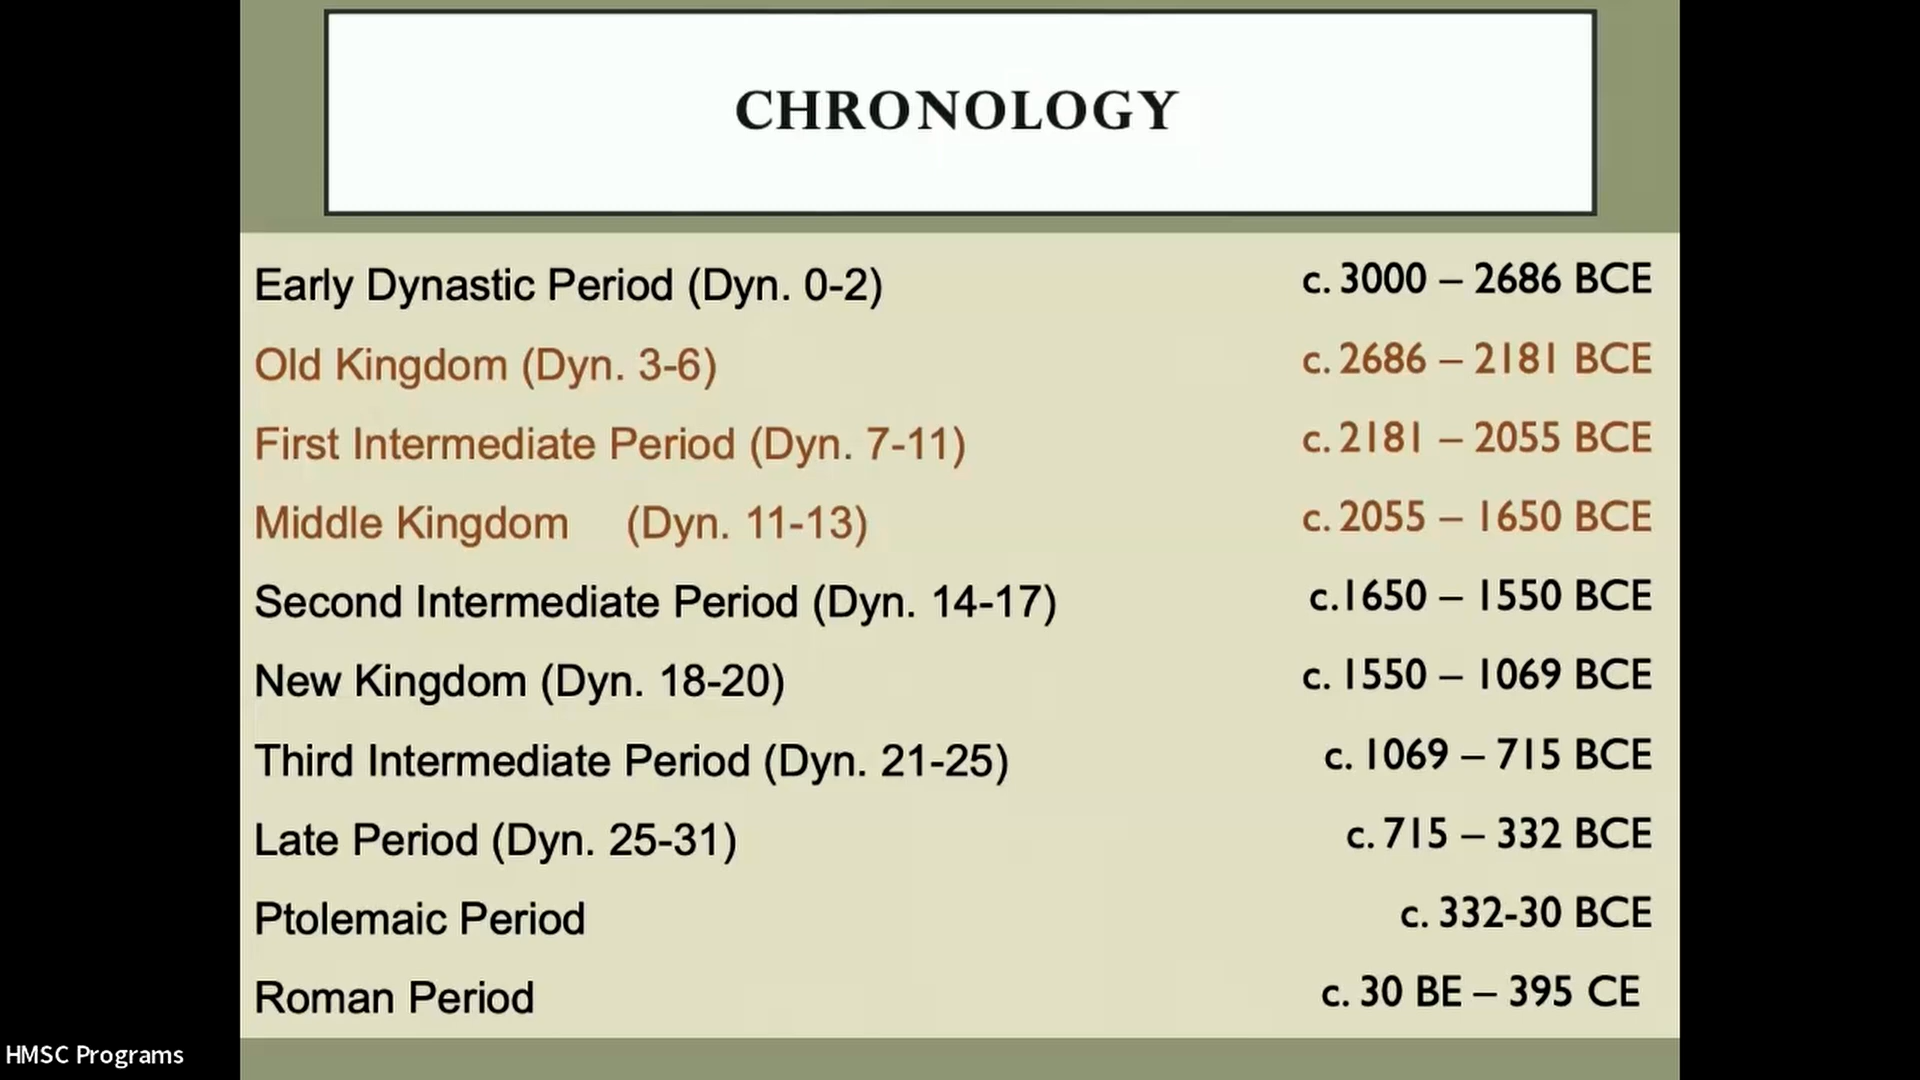 CHRONOLOGY
Early Dynastic Period (Dyn. 0-2) c. 3000 – 2686 BCE
Old Kingdom (Dyn. 3-6) c. 2686 – 2181 BCE
First Intermediate Period (Dyn. 7-11) c. 2181 – 2055 BCE
Middle Kingdom (Dyn. 11-13) c. 2055 – 1650 BCE
Second Intermediate Period (Dyn. 14-17) c.1650 – 1550 BCE
New Kingdom (Dyn. 18-20) c. 1550 – 1069 BCE
Third Intermediate Period (Dyn. 21-25) c. 1069 – 715 BCE
Late Period (Dyn. 25-31) c. 715 – 332 BCE
Ptolemaic Period c. 332-30 BCE
Roman Period c. 30 BE – 395 CE
HMSC Programs